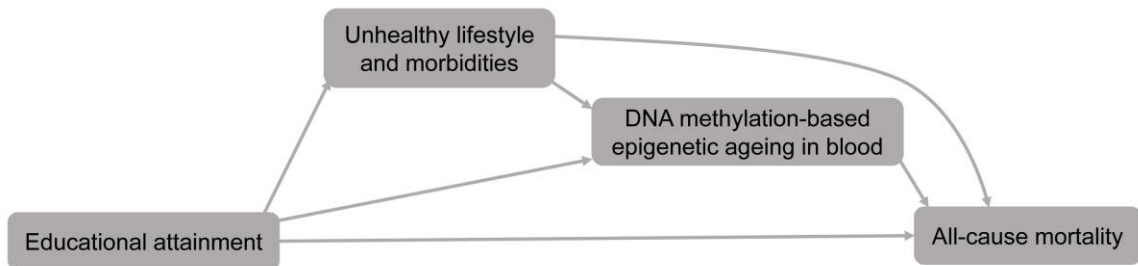 Unhealthy lifestyle
and morbidities
DNA methylation-based
epigenetic ageing in blood
Educational attainment
All-cause mortality